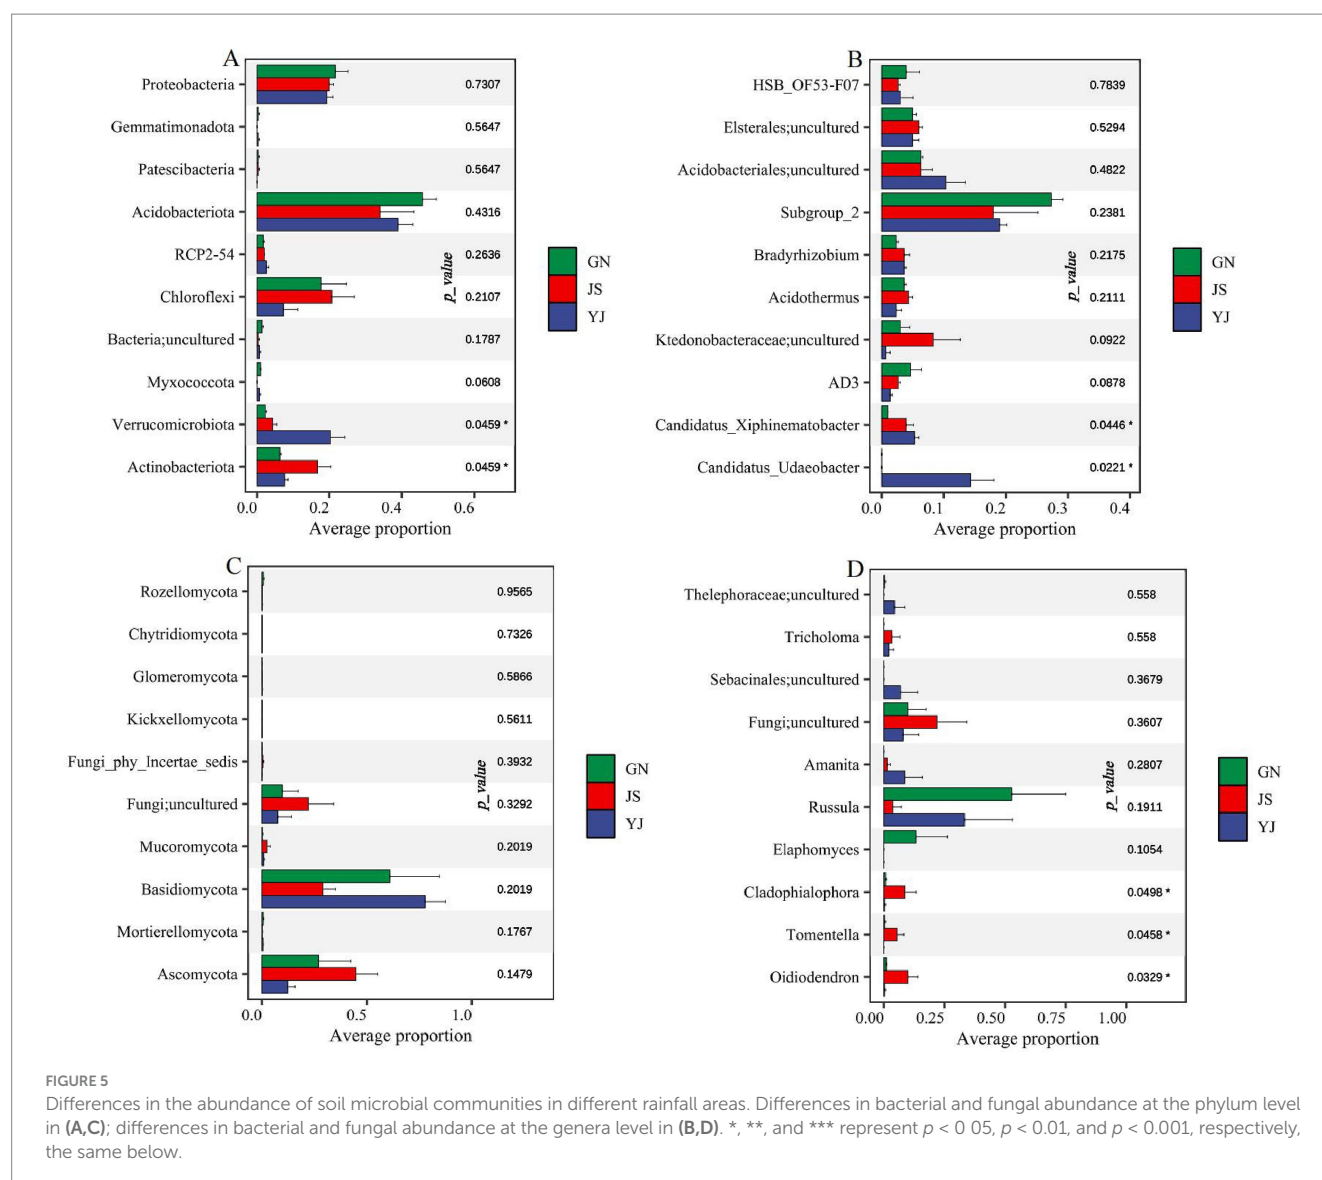 A
Proteobacteria 0.7307
Gemmatimonadota 0.5647
Patescibacteria 0.5647
Acidobacteriota 0.4316
RCP2-54 0.2636
Chloroflexi 0.2107
Bacteria;uncultured 0.1787
Myxococcota 0.0608
Verrucomicrobiota 0.0459 *
Actinobacteriota 0.0459 *
p_value
GN
JS
YJ
0.0 0.2 0.4 0.6
Average proportion
B
HSB_OF53-F07 0.7839
Elsterales;uncultured 0.5294
Acidobacteriales;uncultured 0.4822
Subgroup_2 0.2381
Bradyrhizobium 0.2175
Acidothermus 0.2111
Ktedonobacteraceae;uncultured 0.0922
AD3 0.0878
Candidatus_Xiphinematobacter 0.0446 *
Candidatus_Udaeobacter 0.0221 *
p_value
GN
JS
YJ
0.0 0.1 0.2 0.3 0.4
Average proportion
C
Rozellomycota 0.9565
Chytridiomycota 0.7326
Glomeromycota 0.5866
Kickxellomycota 0.5611
Fungi_phy_Incertae_sedis 0.3932
Fungi;uncultured 0.3292
Mucoromycota 0.2019
Basidiomycota 0.2019
Mortierellomycota 0.1767
Ascomycota 0.1479
p_value
GN
JS
YJ
0.0 0.5 1.0
Average proportion
D
Thelephoraceae;uncultured 0.558
Tricholoma 0.558
Sebacinales;uncultured 0.3679
Fungi;uncultured 0.3607
Amanita 0.2807
Russula 0.1911
Elaphomyces 0.1054
Cladophialophora 0.0498 *
Tomentella 0.0458 *
Oidiodendron 0.0329 *
p_value
GN
JS
YJ
0.00 0.25 0.50 0.75 1.00
Average proportion
FIGURE 5
Differences in the abundance of soil microbial communities in different rainfall areas. Differences in bacterial and fungal abundance at the phylum level
in (A,C); differences in bacterial and fungal abundance at the genera level in (B,D). *, **, and *** represent p < 0 05, p < 0.01, and p < 0.001, respectively,
the same below.